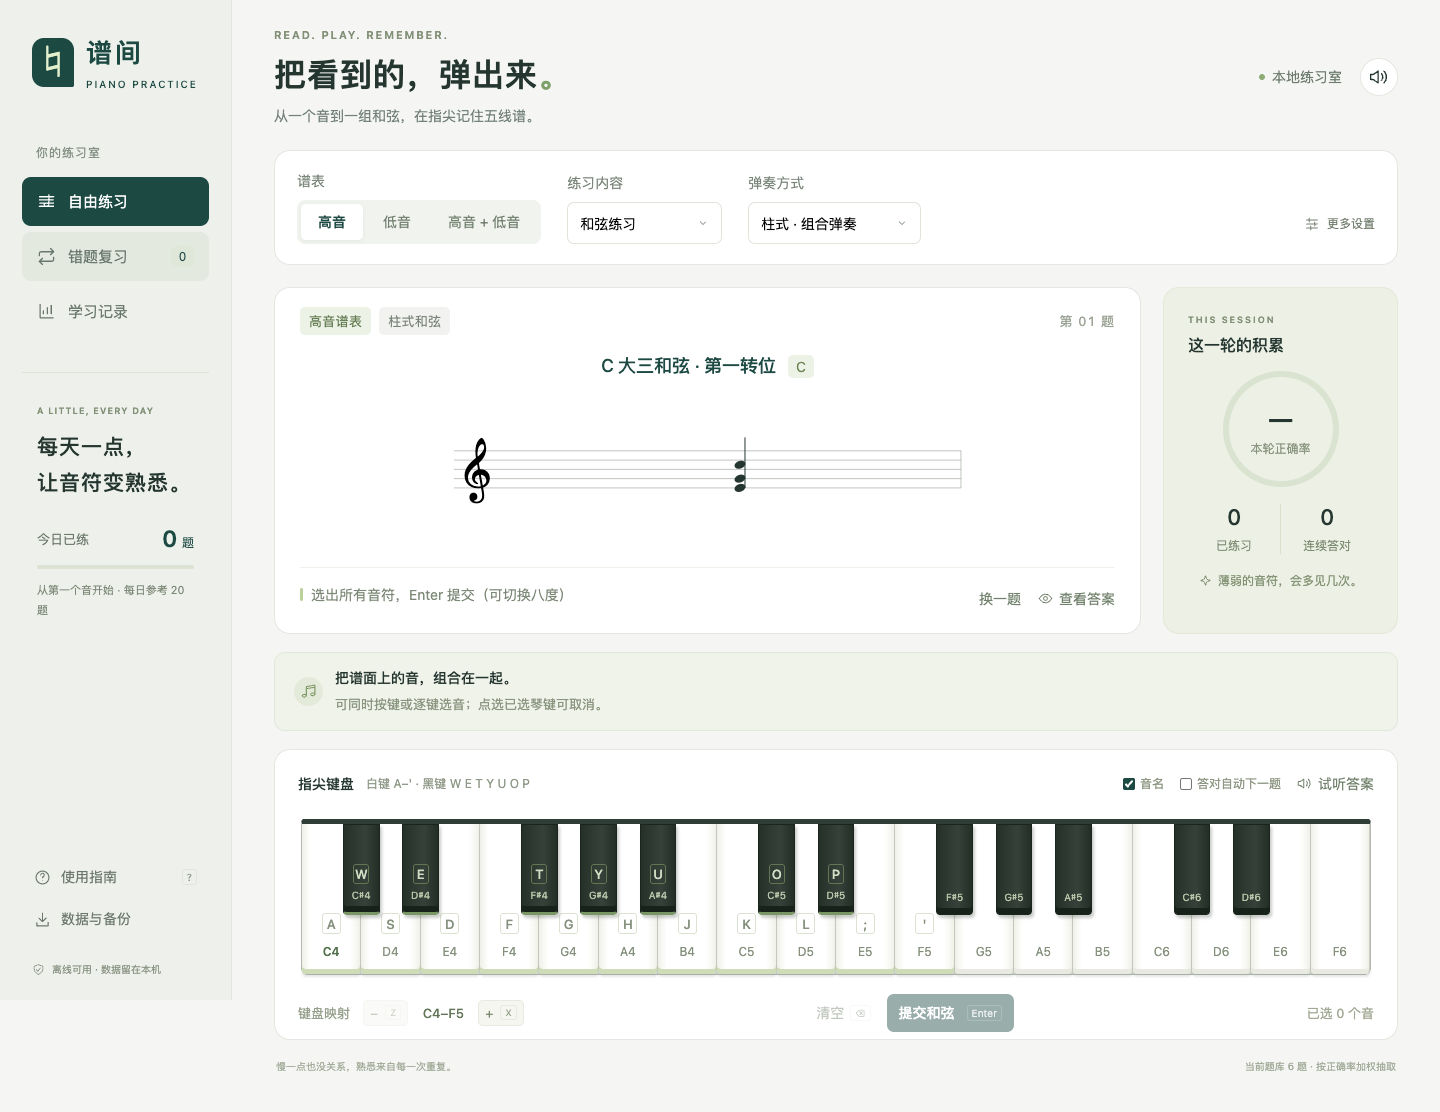 谱间
PIANO PRACTICE
你的练习室
自由练习
错题复习 0
学习记录
A LITTLE, EVERY DAY
每天一点，
让音符变熟悉。
今日已练 0 题
从第一个音开始 · 每日参考 20
题
使用指南 ?
数据与备份
离线可用 · 数据留在本机
READ. PLAY. REMEMBER.
把看到的，弹出来。
从一个音到一组和弦，在指尖记住五线谱。
本地练习室
谱表 练习内容 弹奏方式
高音 低音 高音 + 低音 和弦练习 柱式 · 组合弹奏 更多设置
高音谱表 柱式和弦 第 01 题
C 大三和弦 · 第一转位 C
选出所有音符，Enter 提交（可切换八度） 换一题 查看答案
THIS SESSION
这一轮的积累
—
本轮正确率
0 0
已练习 连续答对
薄弱的音符，会多见几次。
把谱面上的音，组合在一起。
可同时按键或逐键选音；点选已选琴键可取消。
指尖键盘 白键 A–' · 黑键 W E T Y U O P 音名 答对自动下一题 试听答案
W E T Y U O P
C#4 D#4 F#4 G#4 A#4 C#5 D#5 F#5 G#5 A#5 C#6 D#6
A S D F G H J K L ; '
C4 D4 E4 F4 G4 A4 B4 C5 D5 E5 F5 G5 A5 B5 C6 D6 E6 F6
键盘映射 − Z C4–F5 + X 清空 ⌫ 提交和弦 Enter 已选 0 个音
慢一点也没关系，熟悉来自每一次重复。 当前题库 6 题 · 按正确率加权抽取